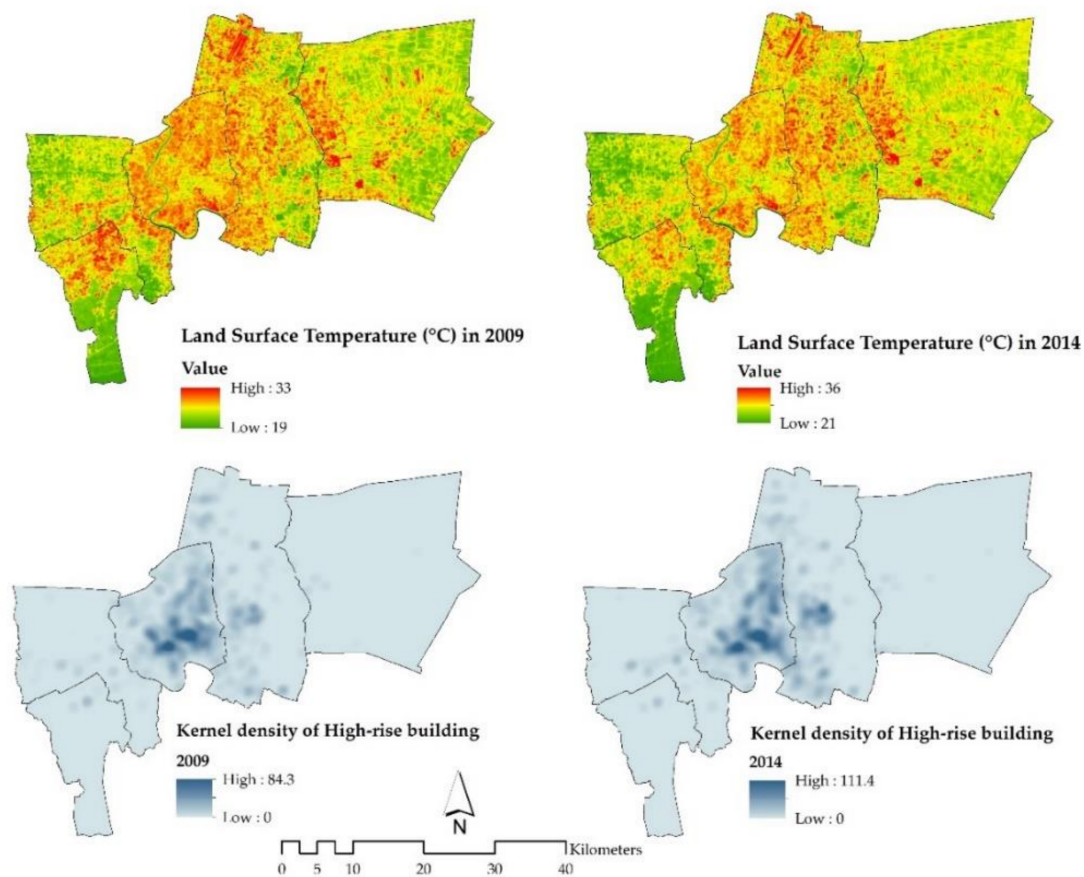 Land Surface Temperature (°C) in 2009
Value
High : 33
Low : 19
Land Surface Temperature (°C) in 2014
Value
High : 36
Low : 21
Kernel density of High-rise building
2009
High : 84.3
Low : 0
Kernel density of High-rise building
2014
High : 111.4
Low : 0
N
Kilometers
0 5 10 20 30 40